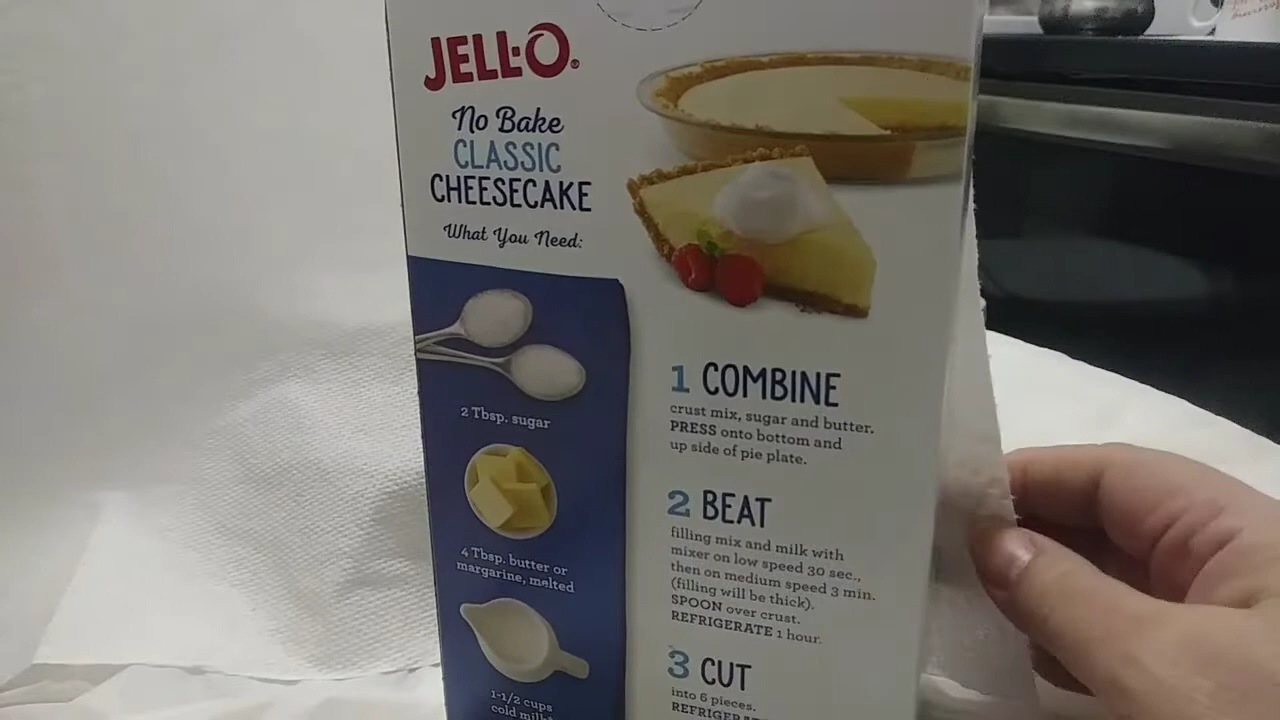 JELL-O
No Bake
CLASSIC
CHEESECAKE
What You Need:
2 Tbsp. sugar
4 Tbsp. butter or
margarine, melted
1-1/2 cups
cold milk
1 COMBINE
crust mix, sugar and butter.
PRESS onto bottom and
up side of pie plate.
2 BEAT
filling mix and milk with
mixer on low speed 30 sec.,
then on medium speed 3 min.
(filling will be thick).
SPOON over crust.
REFRIGERATE 1 hour.
3 CUT
into 6 pieces.